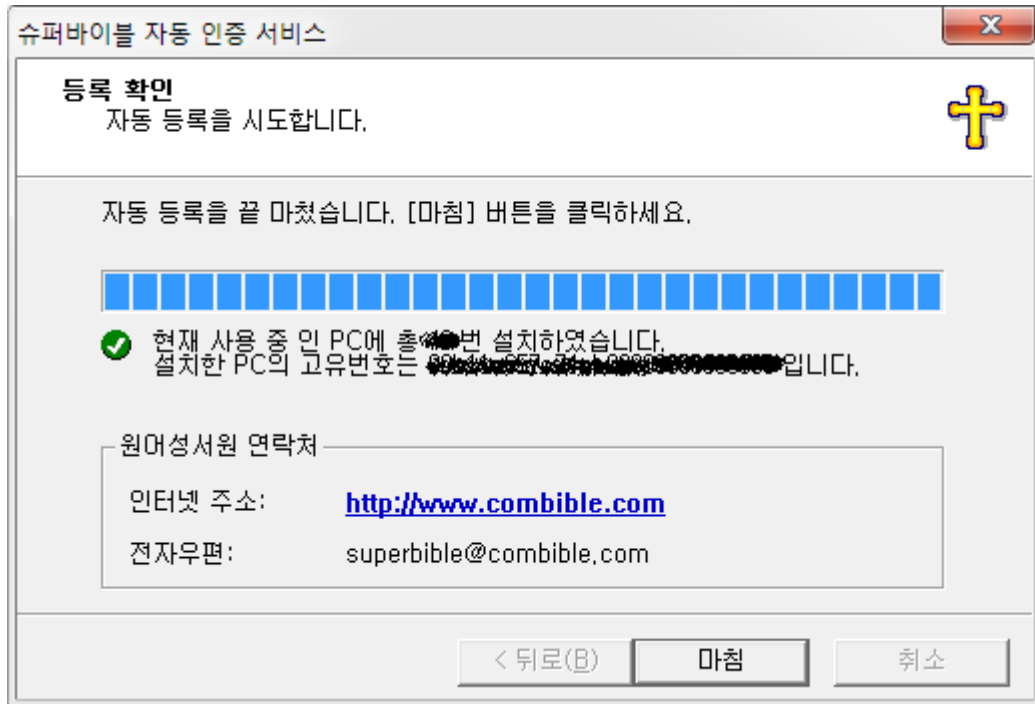 슈퍼바이블 자동 인증 서비스
등록 확인
자동 등록을 시도합니다.
자동 등록을 끝 마쳤습니다. [마침] 버튼을 클릭하세요.
현재 사용 중 인 PC에 총 번 설치하였습니다.
설치한 PC의 고유번호는 입니다.
원어성서원 연락처
인터넷 주소: http://www.combible.com
전자우편: superbible@combible.com
< 뒤로(B) 마침 취소